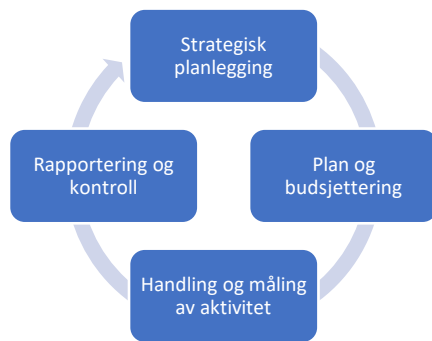 Strategisk
planlegging
Plan og
budsjettering
Handling og måling
av aktivitet
Rapportering og
kontroll